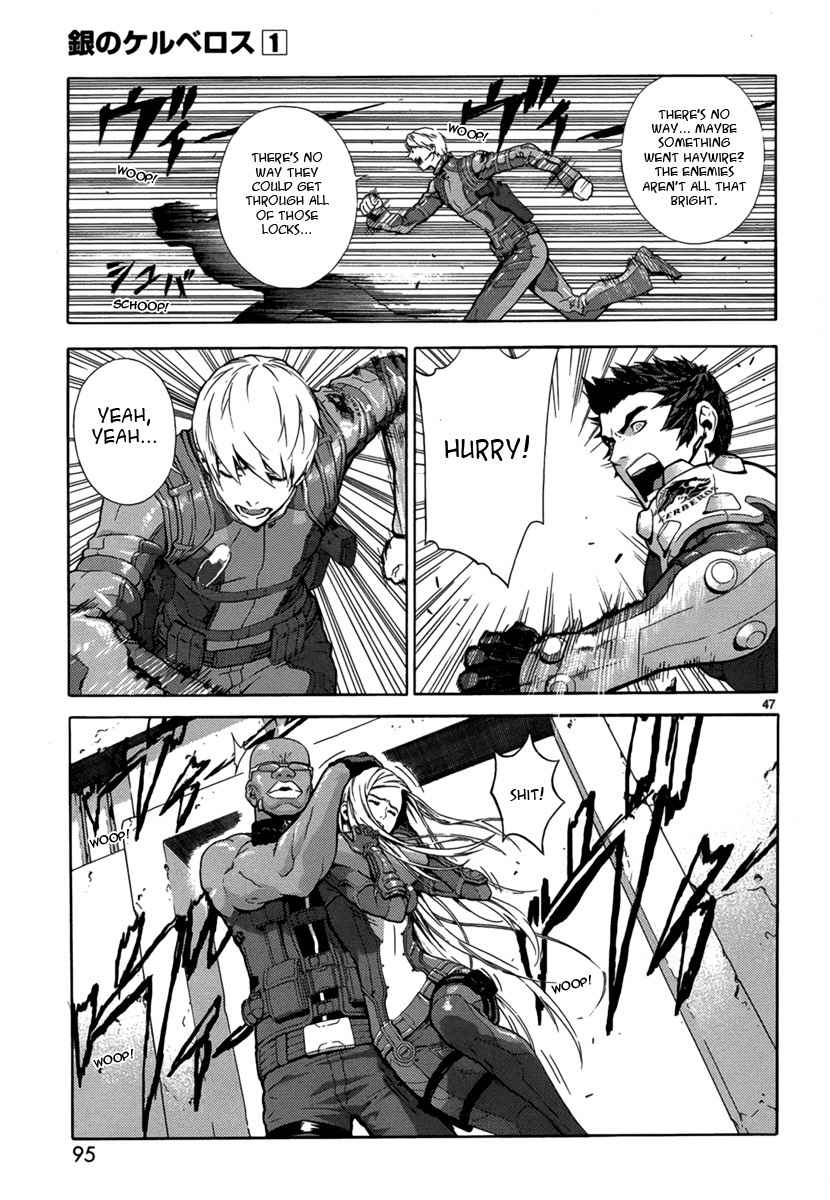 銀のケルベロス 1
THERE'S NO
WAY... MAYBE
SOMETHING
WENT HAYWIRE?
THE ENEMIES
AREN'T ALL THAT
BRIGHT.
ヴィー
WOOP!
THERE'S NO
WAY THEY
COULD GET
THROUGH ALL
OF THOSE
LOCKS...
ヴィー
WOOP!
シュバ
SCHOOP!
HURRY!
YEAH,
YEAH...
47
SHIT!
WOOP!
WOOP!
WOOP!
95